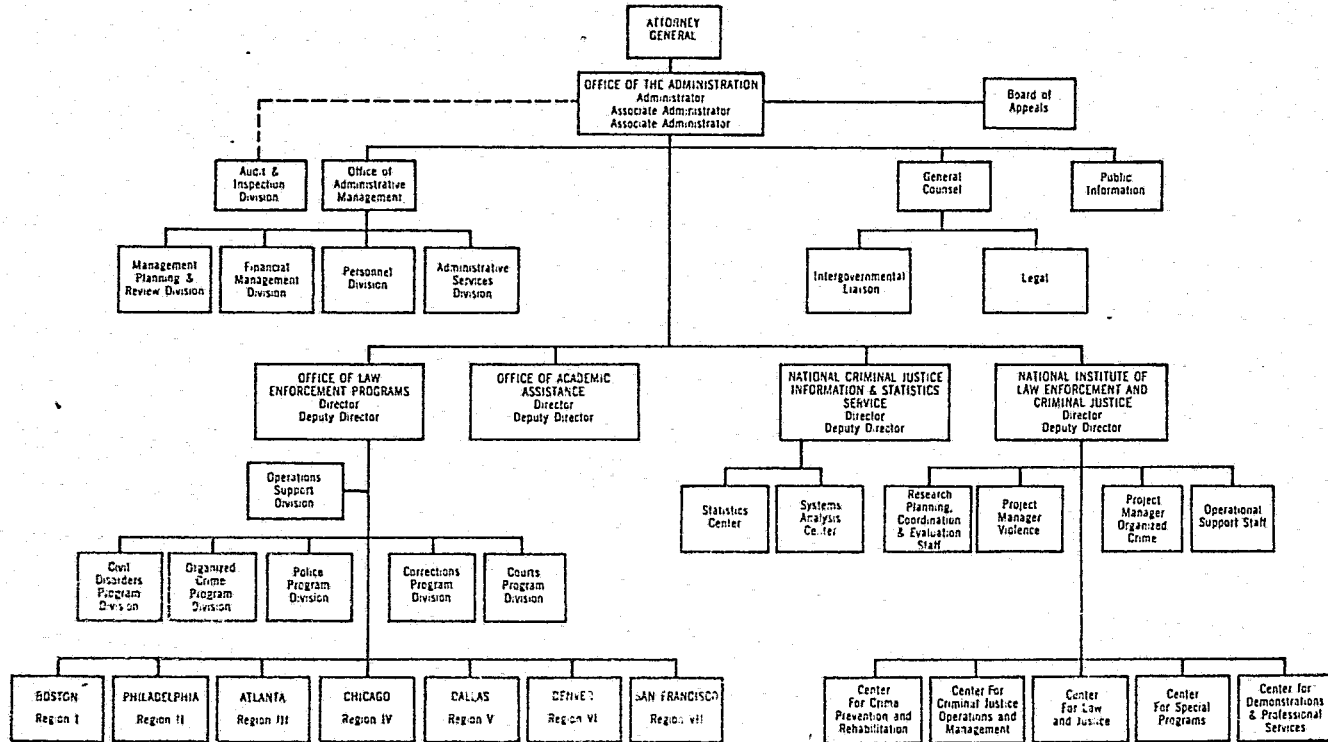 ATTORNEY
GENERAL
OFFICE OF THE ADMINISTRATION
Administrator
Associate Administrator
Associate Administrator
Board of
Appeals
Audit &
Inspection
Division
Office of
Administrative
Management
General
Counsel
Public
Information
Management
Planning &
Review Division
Financial
Management
Division
Personnel
Division
Administrative
Services
Division
Intergovernmental
Liaison
Legal
OFFICE OF LAW
ENFORCEMENT PROGRAMS
Director
Deputy Director
OFFICE OF ACADEMIC
ASSISTANCE
Director
Deputy Director
NATIONAL CRIMINAL JUSTICE
INFORMATION & STATISTICS
SERVICE
Director
Deputy Director
NATIONAL INSTITUTE OF
LAW ENFORCEMENT AND
CRIMINAL JUSTICE
Director
Deputy Director
Operations
Support
Division
Statistics
Center
Systems
Analysis
Center
Research
Planning,
Coordination
& Evaluation
Staff
Project
Manager
Violence
Project
Manager
Organized
Crime
Operational
Support Staff
Civil
Disorders
Program
Division
Organized
Crime
Program
Division
Police
Program
Division
Corrections
Program
Division
Courts
Program
Division
BOSTON
Region I
PHILADELPHIA
Region II
ATLANTA
Region III
CHICAGO
Region IV
DALLAS
Region V
DENVER
Region VI
SAN FRANCISCO
Region VII
Center
For Crime
Prevention and
Rehabilitation
Center For
Criminal Justice
Operations and
Management
Center
For Law
and Justice
Center
For Special
Programs
Center for
Demonstrations
& Professional
Services